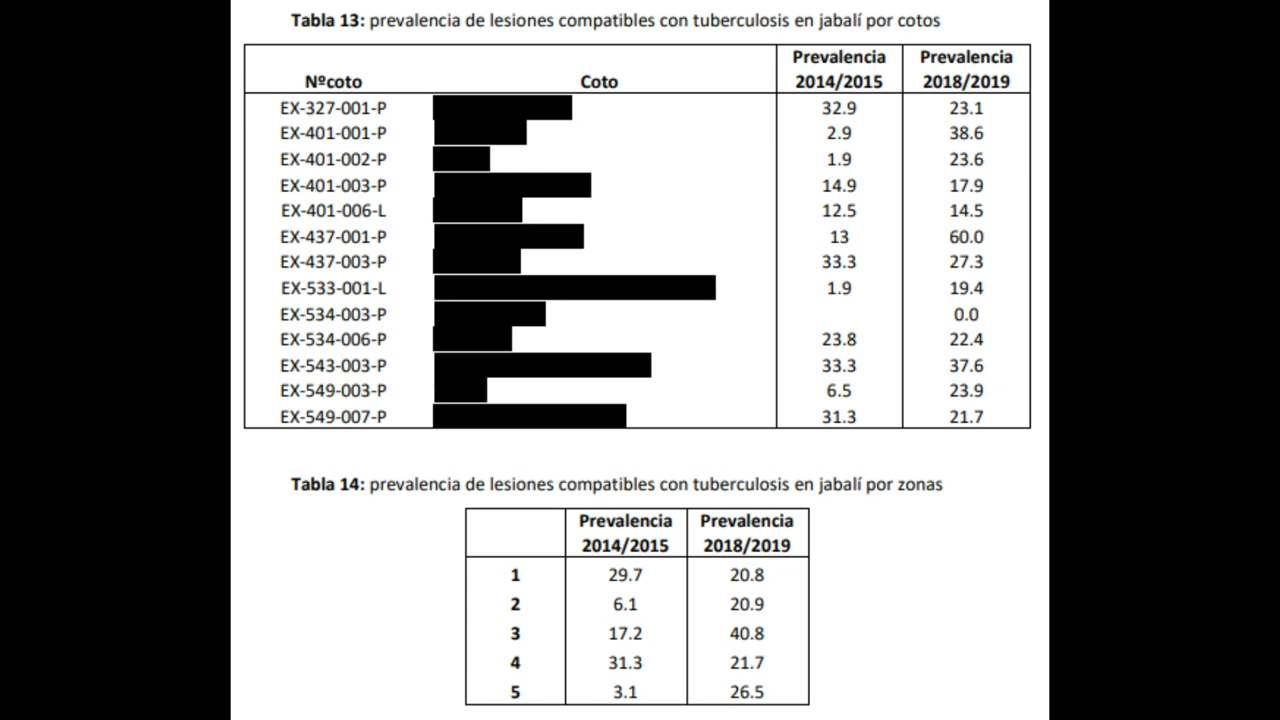 Tabla 13: prevalencia de lesiones compatibles con tuberculosis en jabalí por cotos
Nºcoto Coto Prevalencia 2014/2015 Prevalencia 2018/2019
EX-327-001-P 32.9 23.1
EX-401-001-P 2.9 38.6
EX-401-002-P 1.9 23.6
EX-401-003-P 14.9 17.9
EX-401-006-L 12.5 14.5
EX-437-001-P 13 60.0
EX-437-003-P 33.3 27.3
EX-533-001-L 1.9 19.4
EX-534-003-P 0.0
EX-534-006-P 23.8 22.4
EX-543-003-P 33.3 37.6
EX-549-003-P 6.5 23.9
EX-549-007-P 31.3 21.7
Tabla 14: prevalencia de lesiones compatibles con tuberculosis en jabalí por zonas
Prevalencia 2014/2015 Prevalencia 2018/2019
1 29.7 20.8
2 6.1 20.9
3 17.2 40.8
4 31.3 21.7
5 3.1 26.5